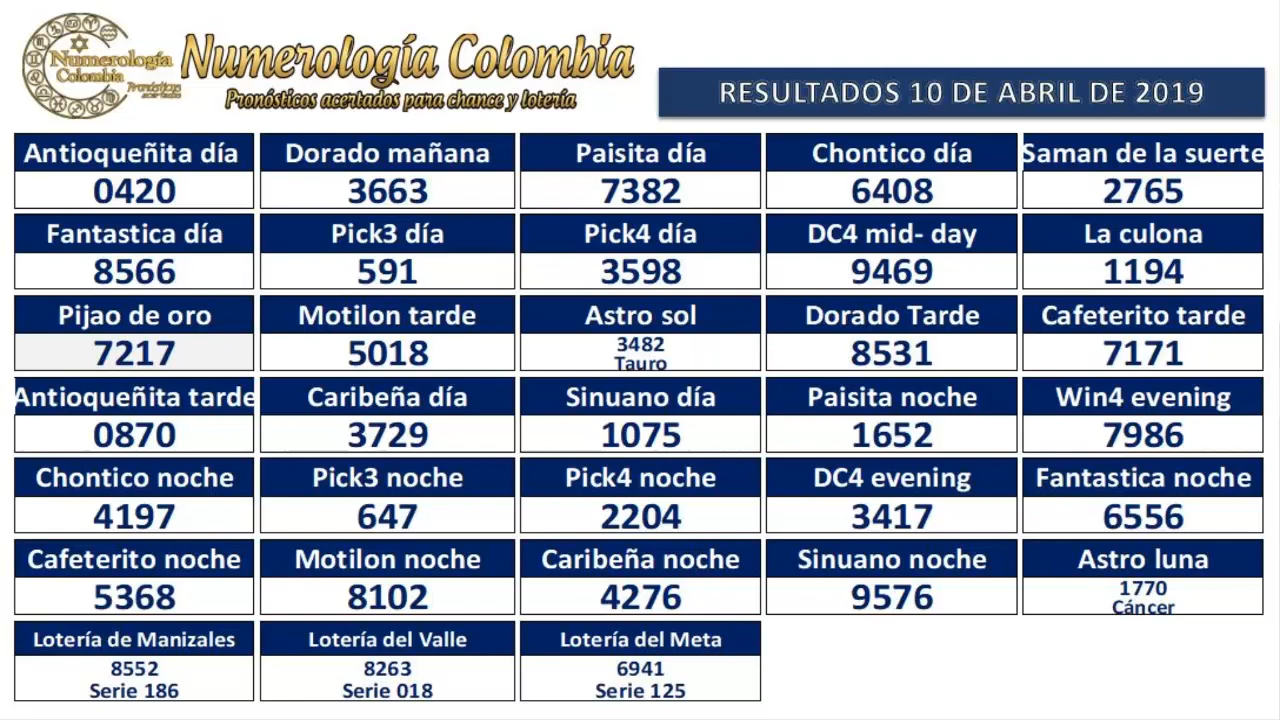 Numerología
Colombia
Pronósticos
Numerología Colombia
Pronósticos acertados para chance y lotería
RESULTADOS 10 DE ABRIL DE 2019
Antioqueñita día Dorado mañana Paisita día Chontico día Saman de la suerte
0420 3663 7382 6408 2765
Fantastica día Pick3 día Pick4 día DC4 mid- day La culona
8566 591 3598 9469 1194
Pijao de oro Motilon tarde Astro sol Dorado Tarde Cafeterito tarde
7217 5018 3482 8531 7171
Tauro
Antioqueñita tarde Caribeña día Sinuano día Paisita noche Win4 evening
0870 3729 1075 1652 7986
Chontico noche Pick3 noche Pick4 noche DC4 evening Fantastica noche
4197 647 2204 3417 6556
Cafeterito noche Motilon noche Caribeña noche Sinuano noche Astro luna
5368 8102 4276 9576 1770
Cáncer
Lotería de Manizales Lotería del Valle Lotería del Meta
8552 8263 6941
Serie 186 Serie 018 Serie 125